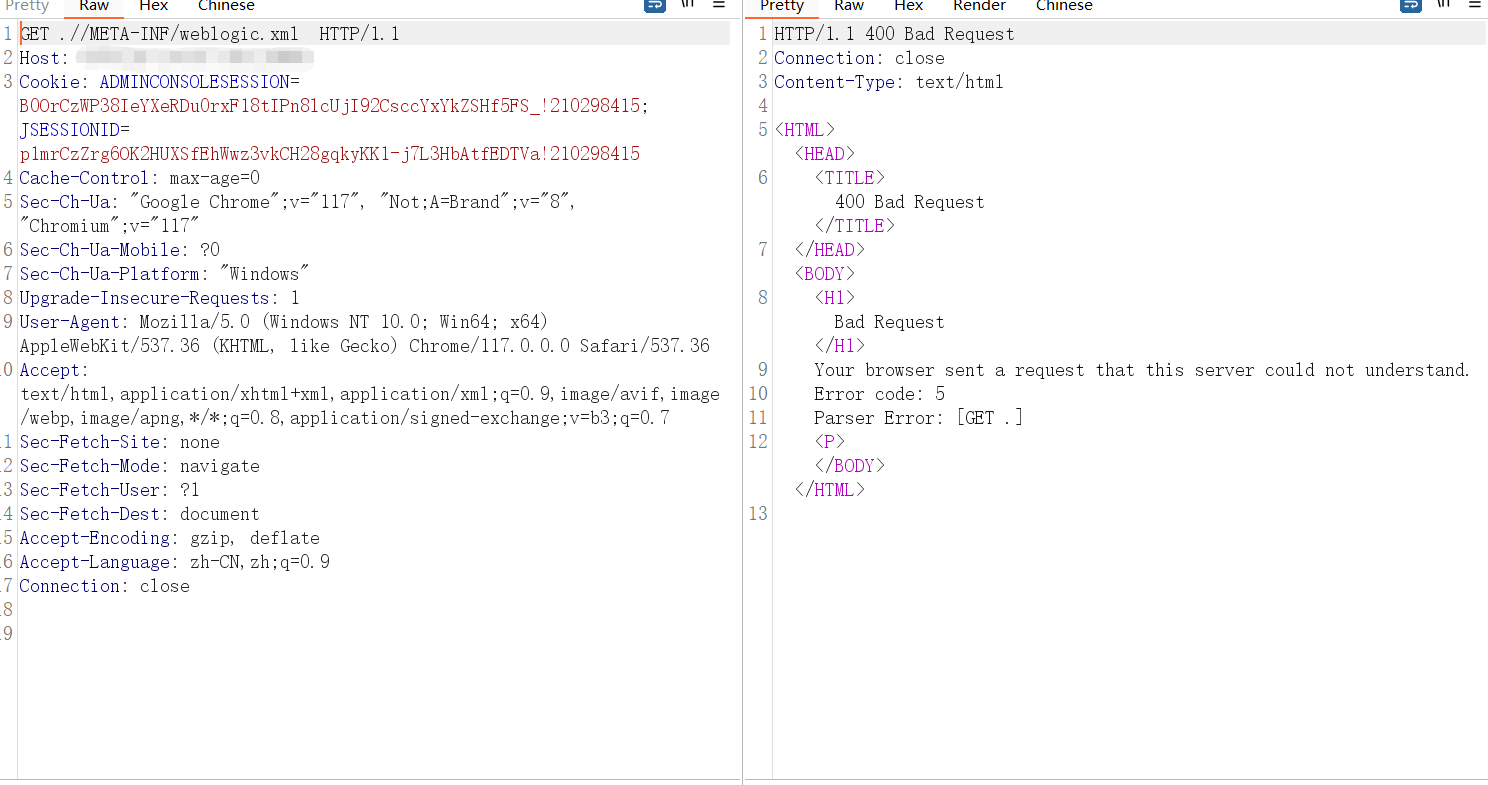 Pretty Raw Hex Chinese \n
1 GET .//META-INF/weblogic.xml  HTTP/1.1
2 Host:
3 Cookie: ADMINCONSOLESESSION=
B0OrCzWP38IeYXeRDu0rxF18tIPn81cUjI92CsccYxYkZSHf5FS_!210298415;
JSESSIONID=
p1mrCzZrg6OK2HUXSfEhWwz3vkCH28gqkyKK1-j7L3HbAtfEDTVa!210298415
4 Cache-Control: max-age=0
5 Sec-Ch-Ua: "Google Chrome";v="117", "Not;A=Brand";v="8",
"Chromium";v="117"
6 Sec-Ch-Ua-Mobile: ?0
7 Sec-Ch-Ua-Platform: "Windows"
8 Upgrade-Insecure-Requests: 1
9 User-Agent: Mozilla/5.0 (Windows NT 10.0; Win64; x64)
AppleWebKit/537.36 (KHTML, like Gecko) Chrome/117.0.0.0 Safari/537.36
0 Accept:
text/html,application/xhtml+xml,application/xml;q=0.9,image/avif,image
/webp,image/apng,*/*;q=0.8,application/signed-exchange;v=b3;q=0.7
1 Sec-Fetch-Site: none
2 Sec-Fetch-Mode: navigate
3 Sec-Fetch-User: ?1
4 Sec-Fetch-Dest: document
5 Accept-Encoding: gzip, deflate
6 Accept-Language: zh-CN,zh;q=0.9
7 Connection: close
8
9
Pretty Raw Hex Render Chinese \n
1 HTTP/1.1 400 Bad Request
2 Connection: close
3 Content-Type: text/html
4
5 <HTML>
<HEAD>
6 <TITLE>
400 Bad Request
</TITLE>
7 </HEAD>
<BODY>
8 <H1>
Bad Request
</H1>
9 Your browser sent a request that this server could not understand.
10 Error code: 5
11 Parser Error: [GET .]
12 <P>
</BODY>
</HTML>
13